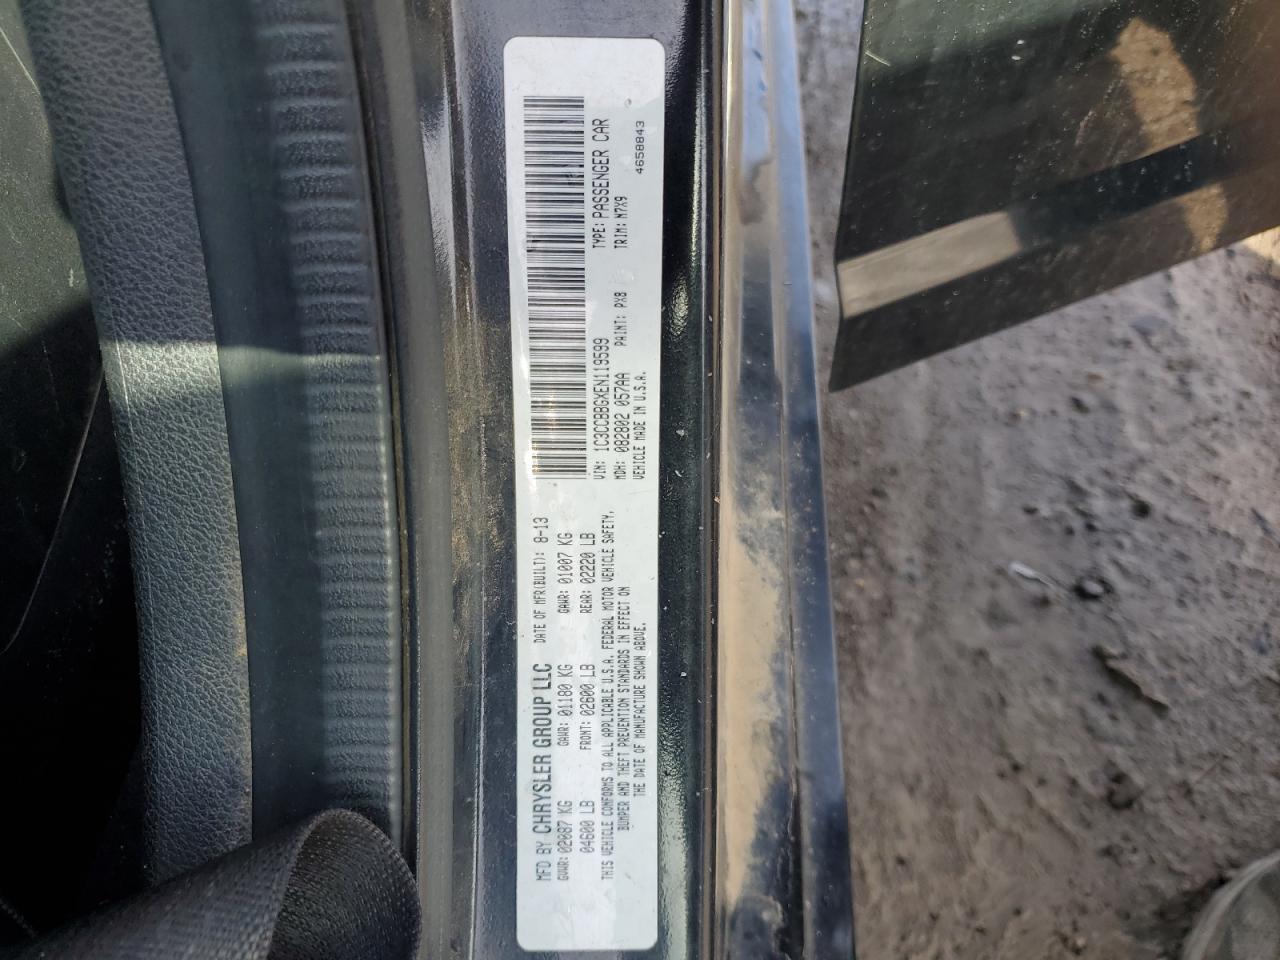 MFD BY CHRYSLER GROUP LLC DATE OF MFR(BUILT): 8-13
GVWR: 02087 KG GAWR: 01180 KG GAWR: 01007 KG
04600 LB FRONT: 02600 LB REAR: 02220 LB
THIS VEHICLE CONFORMS TO ALL APPLICABLE U.S.A. FEDERAL MOTOR VEHICLE SAFETY,
BUMPER AND THEFT PREVENTION STANDARDS IN EFFECT ON
THE DATE OF MANUFACTURE SHOWN ABOVE.
VIN: 1C3CCBBGXEN119599 TYPE: PASSENGER CAR
MDH: 082802 057AA PAINT: PX8 TRIM: M7X9
VEHICLE MADE IN U.S.A. 4658843